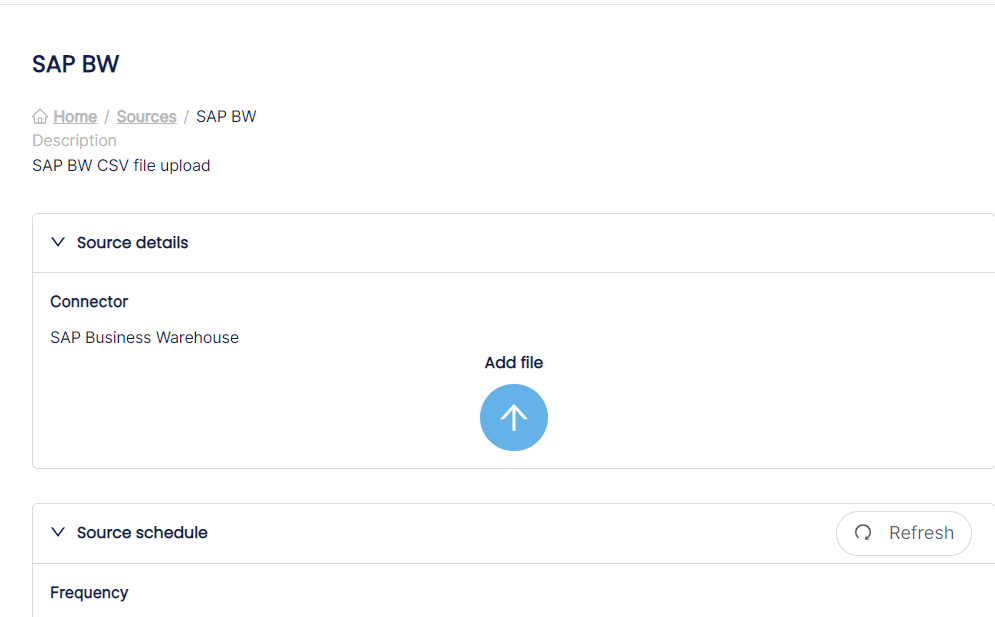 SAP BW
Home / Sources / SAP BW
Description
SAP BW CSV file upload
Source details
Connector
SAP Business Warehouse
Add file
Source schedule
Refresh
Frequency